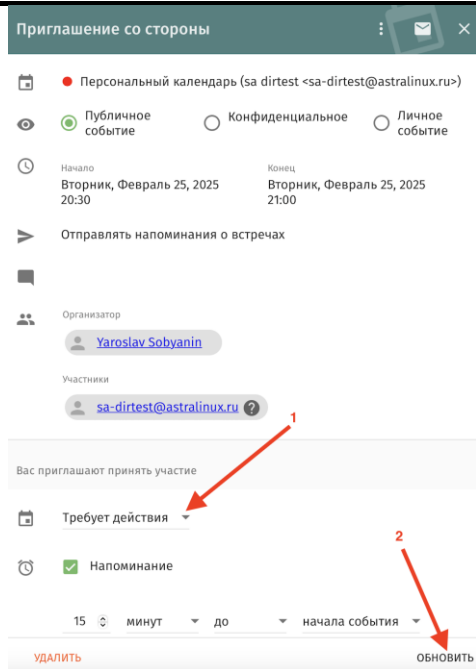 Приглашение со стороны
Персональный календарь (sa dirtest <sa-dirtest@astralinux.ru>)
Публичное
событие
Конфиденциальное
Личное
событие
Начало
Вторник, Февраль 25, 2025
20:30
Конец
Вторник, Февраль 25, 2025
21:00
Отправлять напоминания о встречах
Организатор
Yaroslav Sobyanin
Участники
sa-dirtest@astralinux.ru ?
1
Вас приглашают принять участие
Требует действия
2
Напоминание
15 минут до начала события
УДАЛИТЬ ОБНОВИТЬ